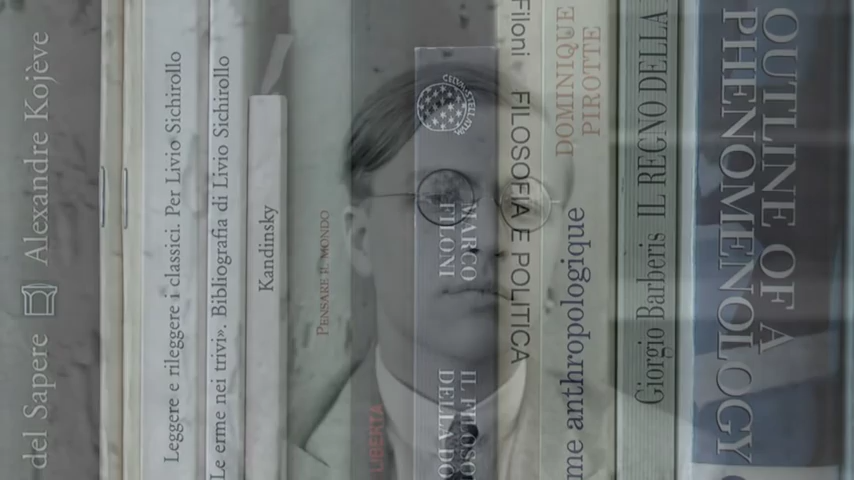 del Sapere Alexandre Kojève
Leggere e rileggere i classici. Per Livio Sichirollo
Le erme nei trivi». Bibliografia di Livio Sichirollo
Kandinsky
PENSARE IL MONDO
LIBERTÀ
MARCO
FILONI
IL FILOSO
DELLA DO
Filoni FILOSOFIA E POLITICA
DOMINIQUE
PIROTTE
me anthropologique
Giorgio Barberis IL REGNO DELLA
OUTLINE OF A
PHENOMENOLOGY